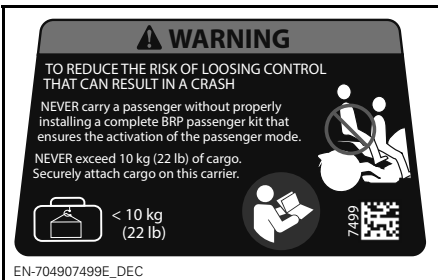 WARNING
TO REDUCE THE RISK OF LOOSING CONTROL
THAT CAN RESULT IN A CRASH
NEVER carry a passenger without properly
installing a complete BRP passenger kit that
ensures the activation of the passenger mode.
NEVER exceed 10 kg (22 lb) of cargo.
Securely attach cargo on this carrier.
< 10 kg
(22 lb)
7499
EN-704907499E_DEC